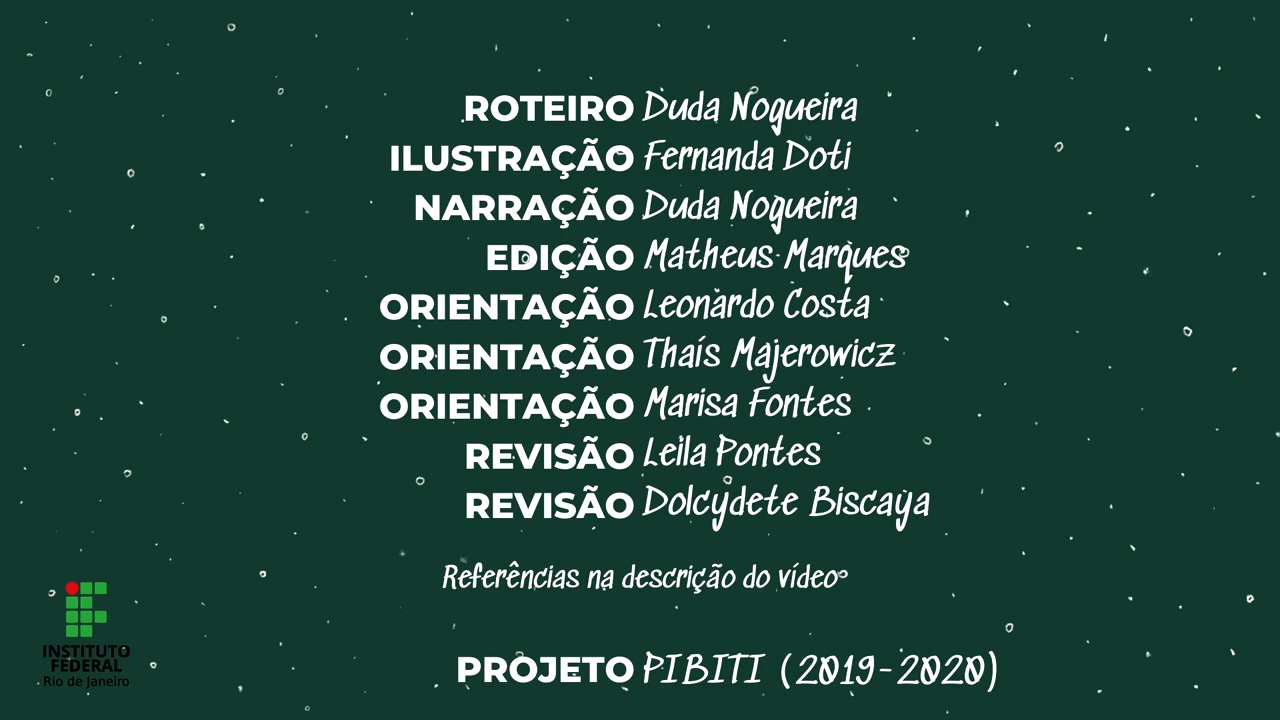 ROTEIRO Duda Nogueira
ILUSTRAÇÃO Fernanda Doti
NARRAÇÃO Duda Nogueira
EDIÇÃO Matheus Marques
ORIENTAÇÃO Leonardo Costa
ORIENTAÇÃO Thaís Majerowicz
ORIENTAÇÃO Marisa Fontes
REVISÃO Leila Pontes
REVISÃO Dolcydete Biscaya
Referências na descrição do vídeo
INSTITUTO
FEDERAL
Rio de Janeiro
PROJETO PIBITI (2019-2020)